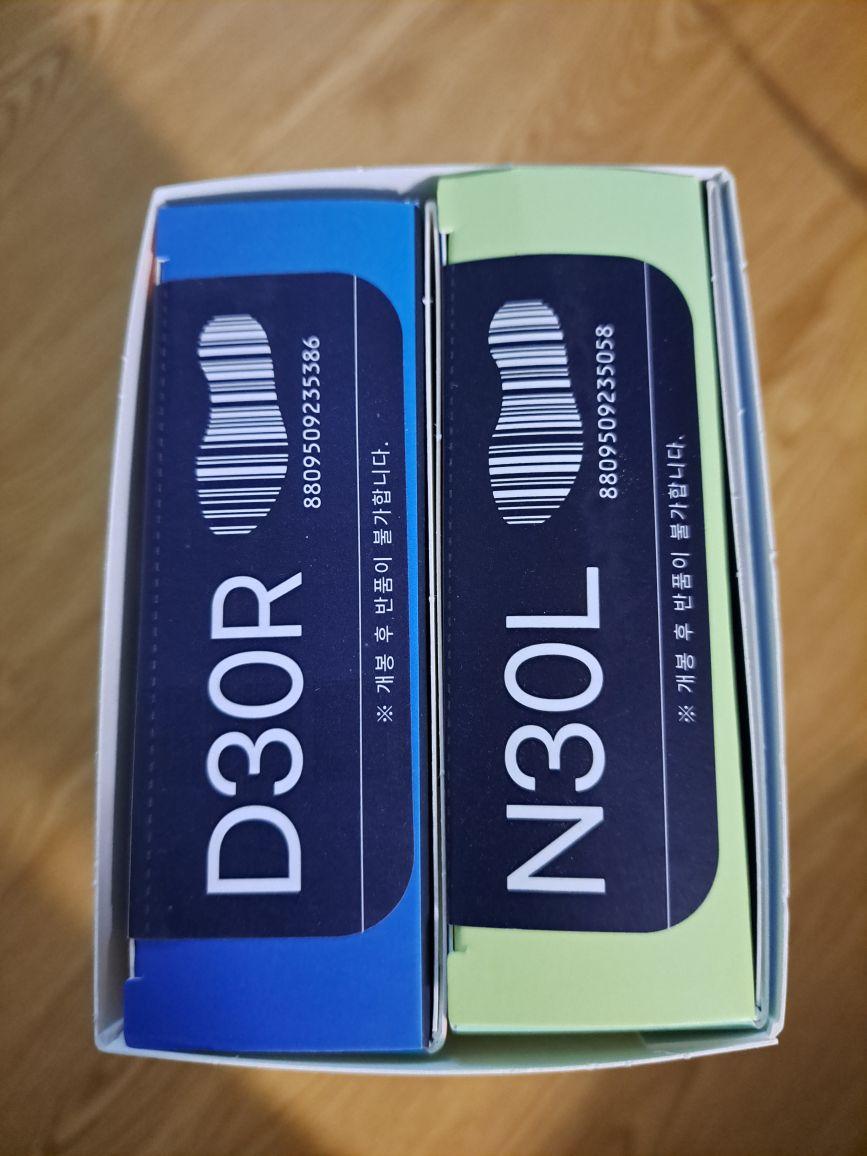 D30R
8809509235386
※ 개봉 후 반품이 불가합니다.
N30L
8809509235058
※ 개봉 후 반품이 불가합니다.